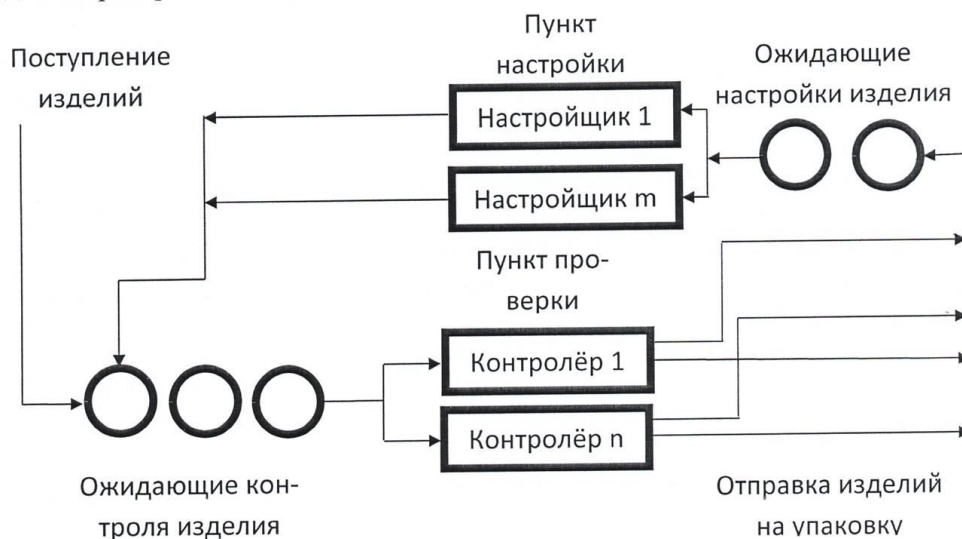 Пункт
настройки
Поступление
изделий
Ожидающие
настройки изделия
Настройщик 1
Настройщик m
Пункт про-
верки
Контролёр 1
Контролёр n
Ожидающие кон-
троля изделия
Отправка изделий
на упаковку